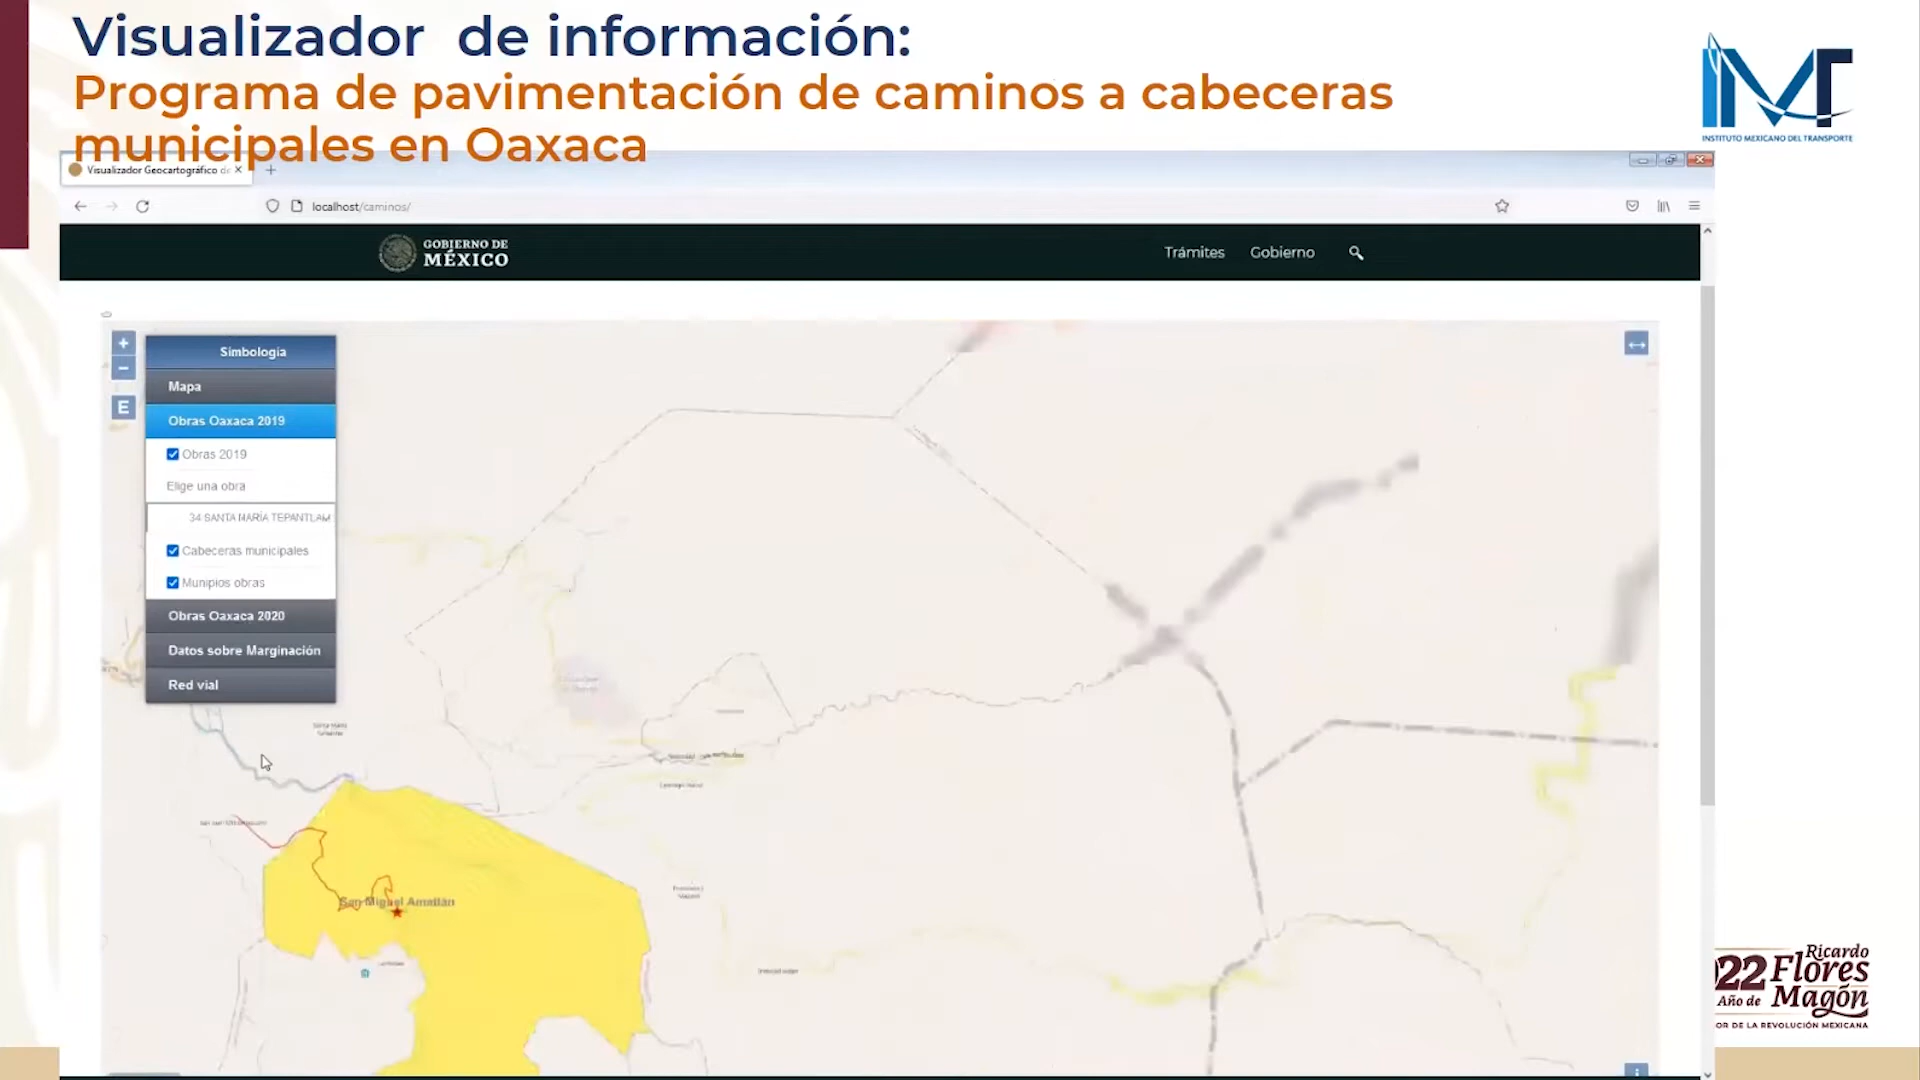 Visualizador de información:
Programa de pavimentación de caminos a cabeceras
municipales en Oaxaca
INSTITUTO MEXICANO DEL TRANSPORTE
Visualizador Geocartográfico de
localhost/caminos/
GOBIERNO DE
MÉXICO
Trámites
Gobierno
+
−
E
Simbología
Mapa
Obras Oaxaca 2019
Obras 2019
Elige una obra
34 SANTA MARÍA TEPANTLAM
Cabeceras municipales
Munipios obras
Obras Oaxaca 2020
Datos sobre Marginación
Red vial
San Miguel Amatlán
22
Año de
Ricardo
Flores
Magón
OR DE LA REVOLUCIÓN MEXICANA